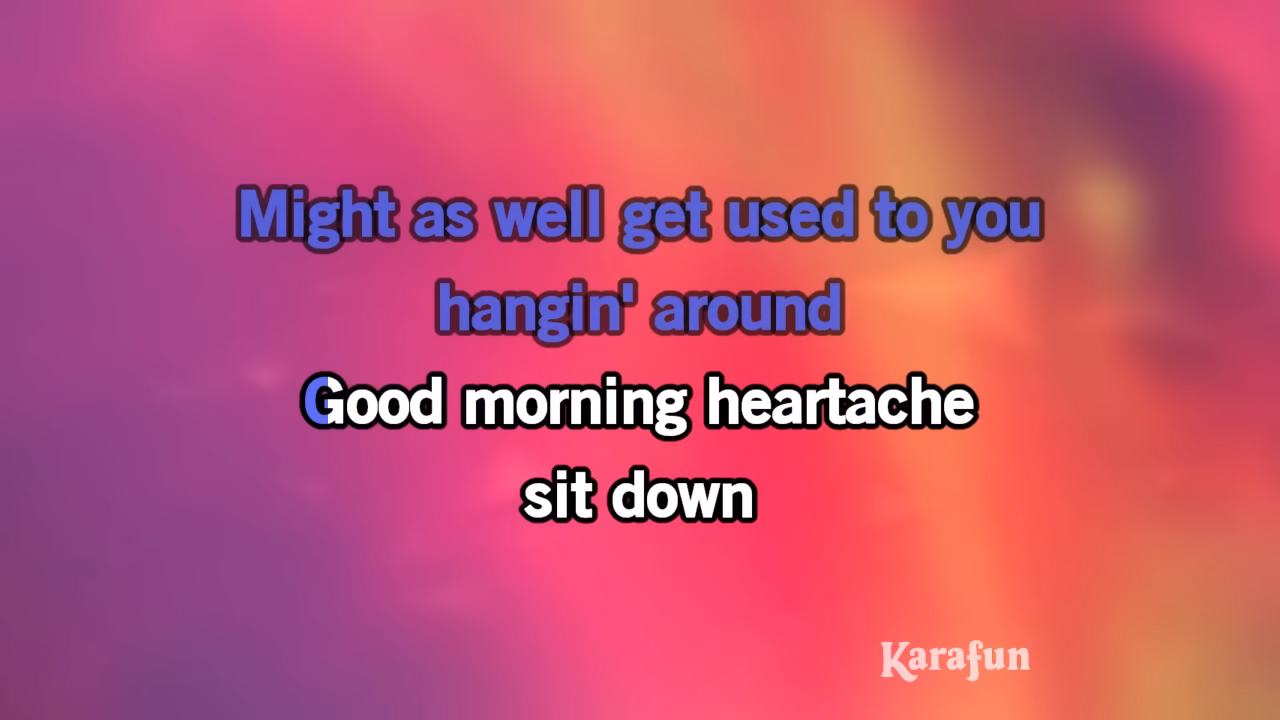 Might as well get used to you
hangin' around
Good morning heartache
sit down
Karafun